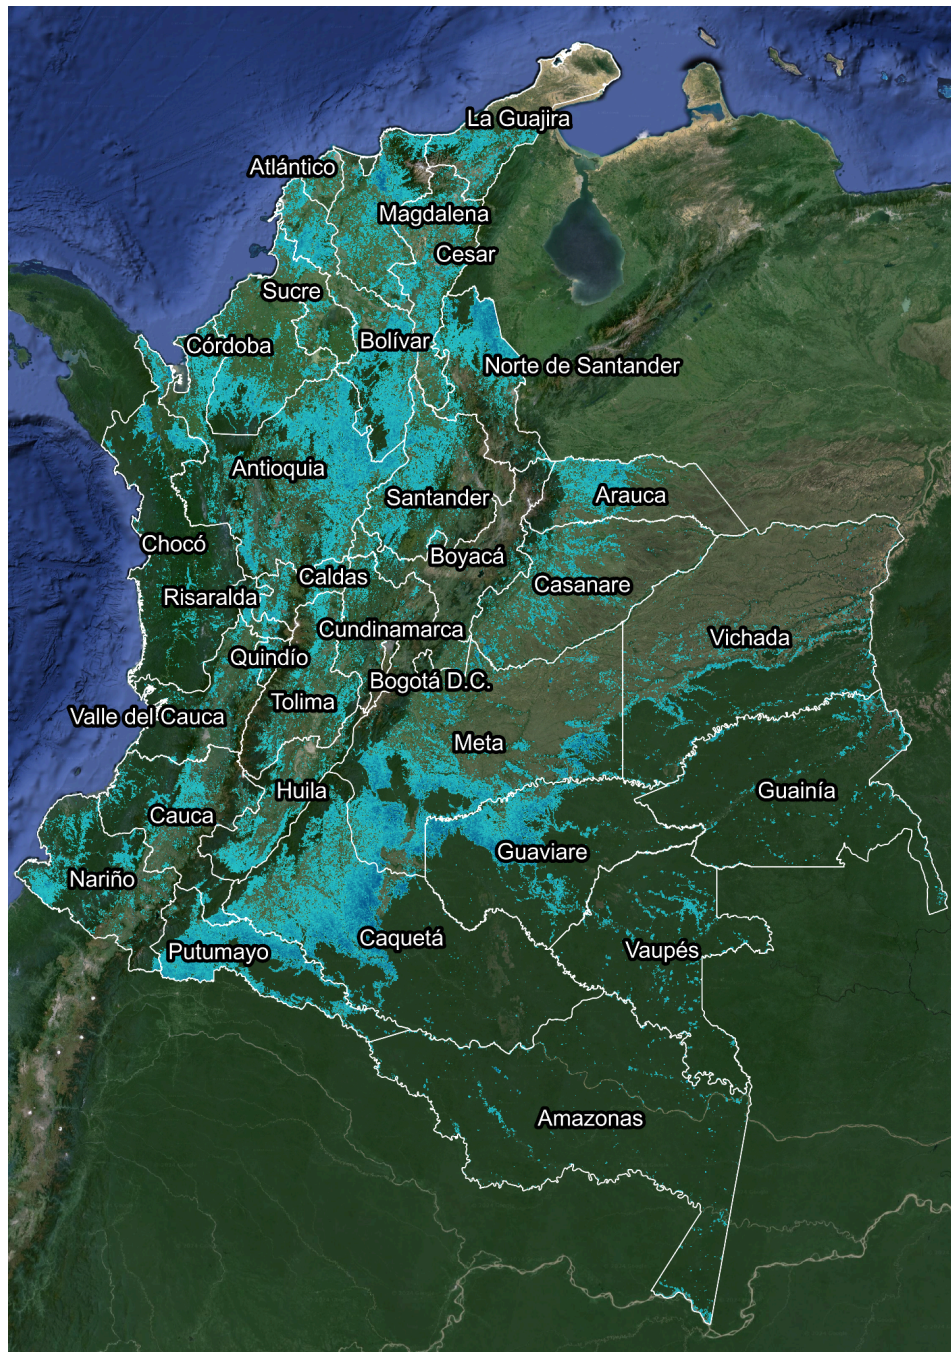 La Guajira
Atlántico
Magdalena
Cesar
Sucre
Bolívar
Córdoba
Norte de Santander
Antioquia
Santander
Arauca
Chocó
Boyacá
Caldas
Casanare
Risaralda
Cundinamarca
Vichada
Quindío
Bogotá D.C.
Tolima
Valle del Cauca
Meta
Huila
Guainía
Cauca
Guaviare
Nariño
Caquetá
Putumayo
Vaupés
Amazonas